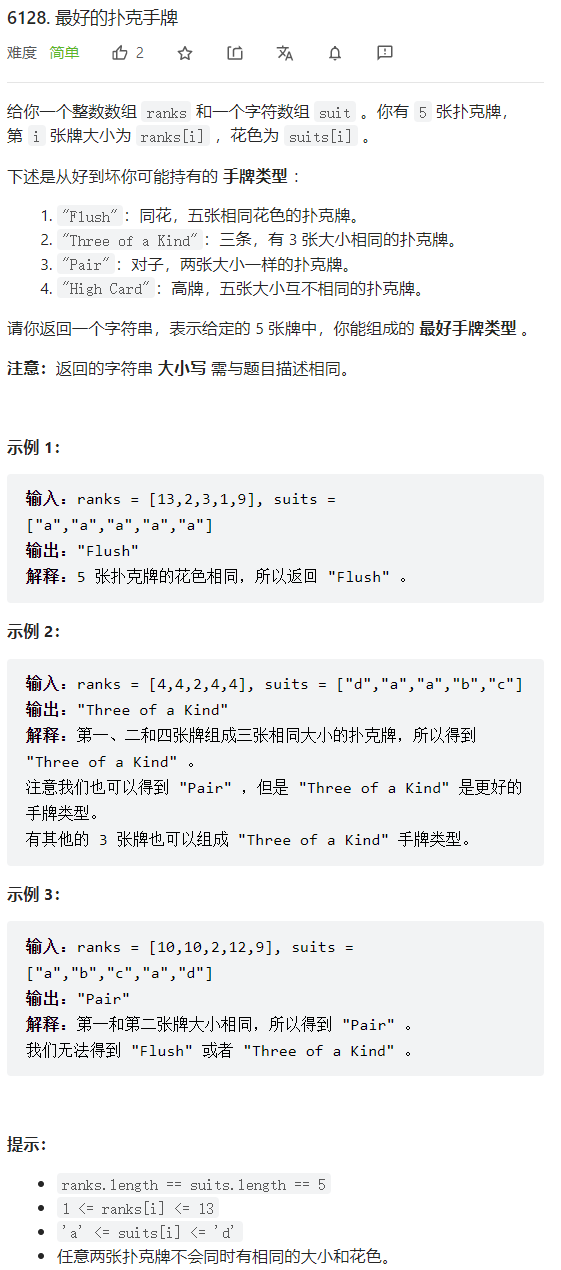 6128. 最好的扑克手牌
难度 简单 2
给你一个整数数组 ranks 和一个字符数组 suit 。你有 5 张扑克牌，
第 i 张牌大小为 ranks[i] ，花色为 suits[i] 。
下述是从好到坏你可能持有的 手牌类型 ：
1. "Flush"：同花，五张相同花色的扑克牌。
2. "Three of a Kind"：三条，有 3 张大小相同的扑克牌。
3. "Pair"：对子，两张大小一样的扑克牌。
4. "High Card"：高牌，五张大小互不相同的扑克牌。
请你返回一个字符串，表示给定的 5 张牌中，你能组成的 最好手牌类型 。
注意：返回的字符串 大小写 需与题目描述相同。
示例 1：
输入：ranks = [13,2,3,1,9], suits =
["a","a","a","a","a"]
输出："Flush"
解释：5 张扑克牌的花色相同，所以返回 "Flush" 。
示例 2：
输入：ranks = [4,4,2,4,4], suits = ["d","a","a","b","c"]
输出："Three of a Kind"
解释：第一、二和四张牌组成三张相同大小的扑克牌，所以得到
"Three of a Kind" 。
注意我们也可以得到 "Pair" ，但是 "Three of a Kind" 是更好的
手牌类型。
有其他的 3 张牌也可以组成 "Three of a Kind" 手牌类型。
示例 3：
输入：ranks = [10,10,2,12,9], suits =
["a","b","c","a","d"]
输出："Pair"
解释：第一和第二张牌大小相同，所以得到 "Pair" 。
我们无法得到 "Flush" 或者 "Three of a Kind" 。
提示：
ranks.length == suits.length == 5
1 <= ranks[i] <= 13
'a' <= suits[i] <= 'd'
任意两张扑克牌不会同时有相同的大小和花色。